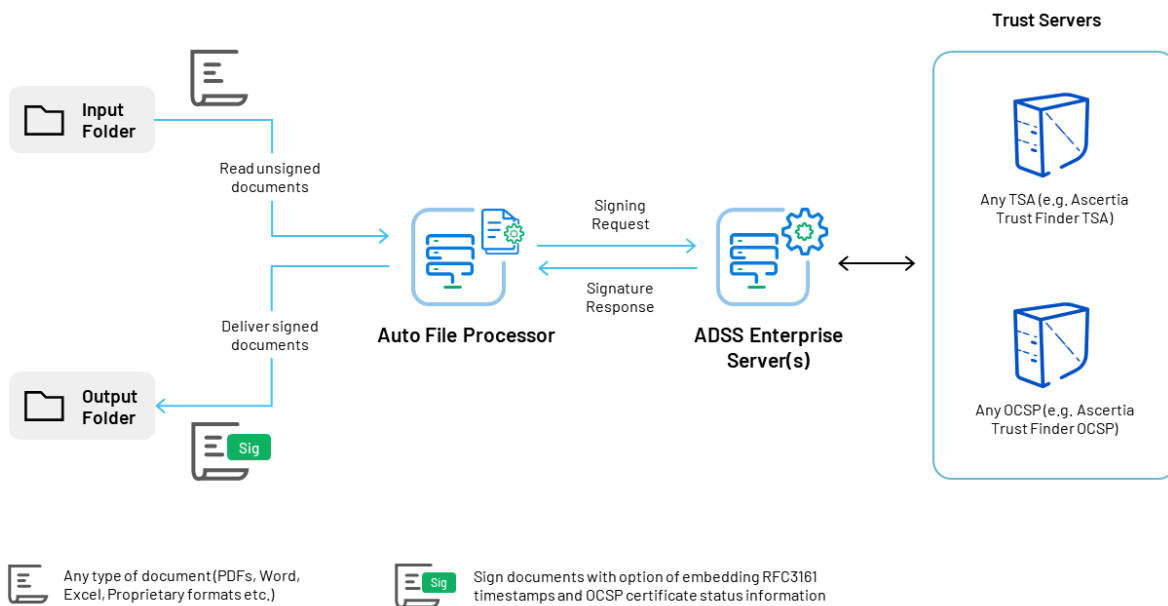 Trust Servers
Input
Folder
Read unsigned
documents
Signing
Request
Any TSA (e.g. Ascertia
Trust Finder TSA)
Signature
Response
Deliver signed
documents
Auto File Processor
ADSS Enterprise
Server(s)
Output
Folder
Any OCSP (e.g. Ascertia
Trust Finder OCSP)
Sig
Any type of document (PDFs, Word,
Excel, Proprietary formats etc.)
Sig
Sign documents with option of embedding RFC3161
timestamps and OCSP certificate status information